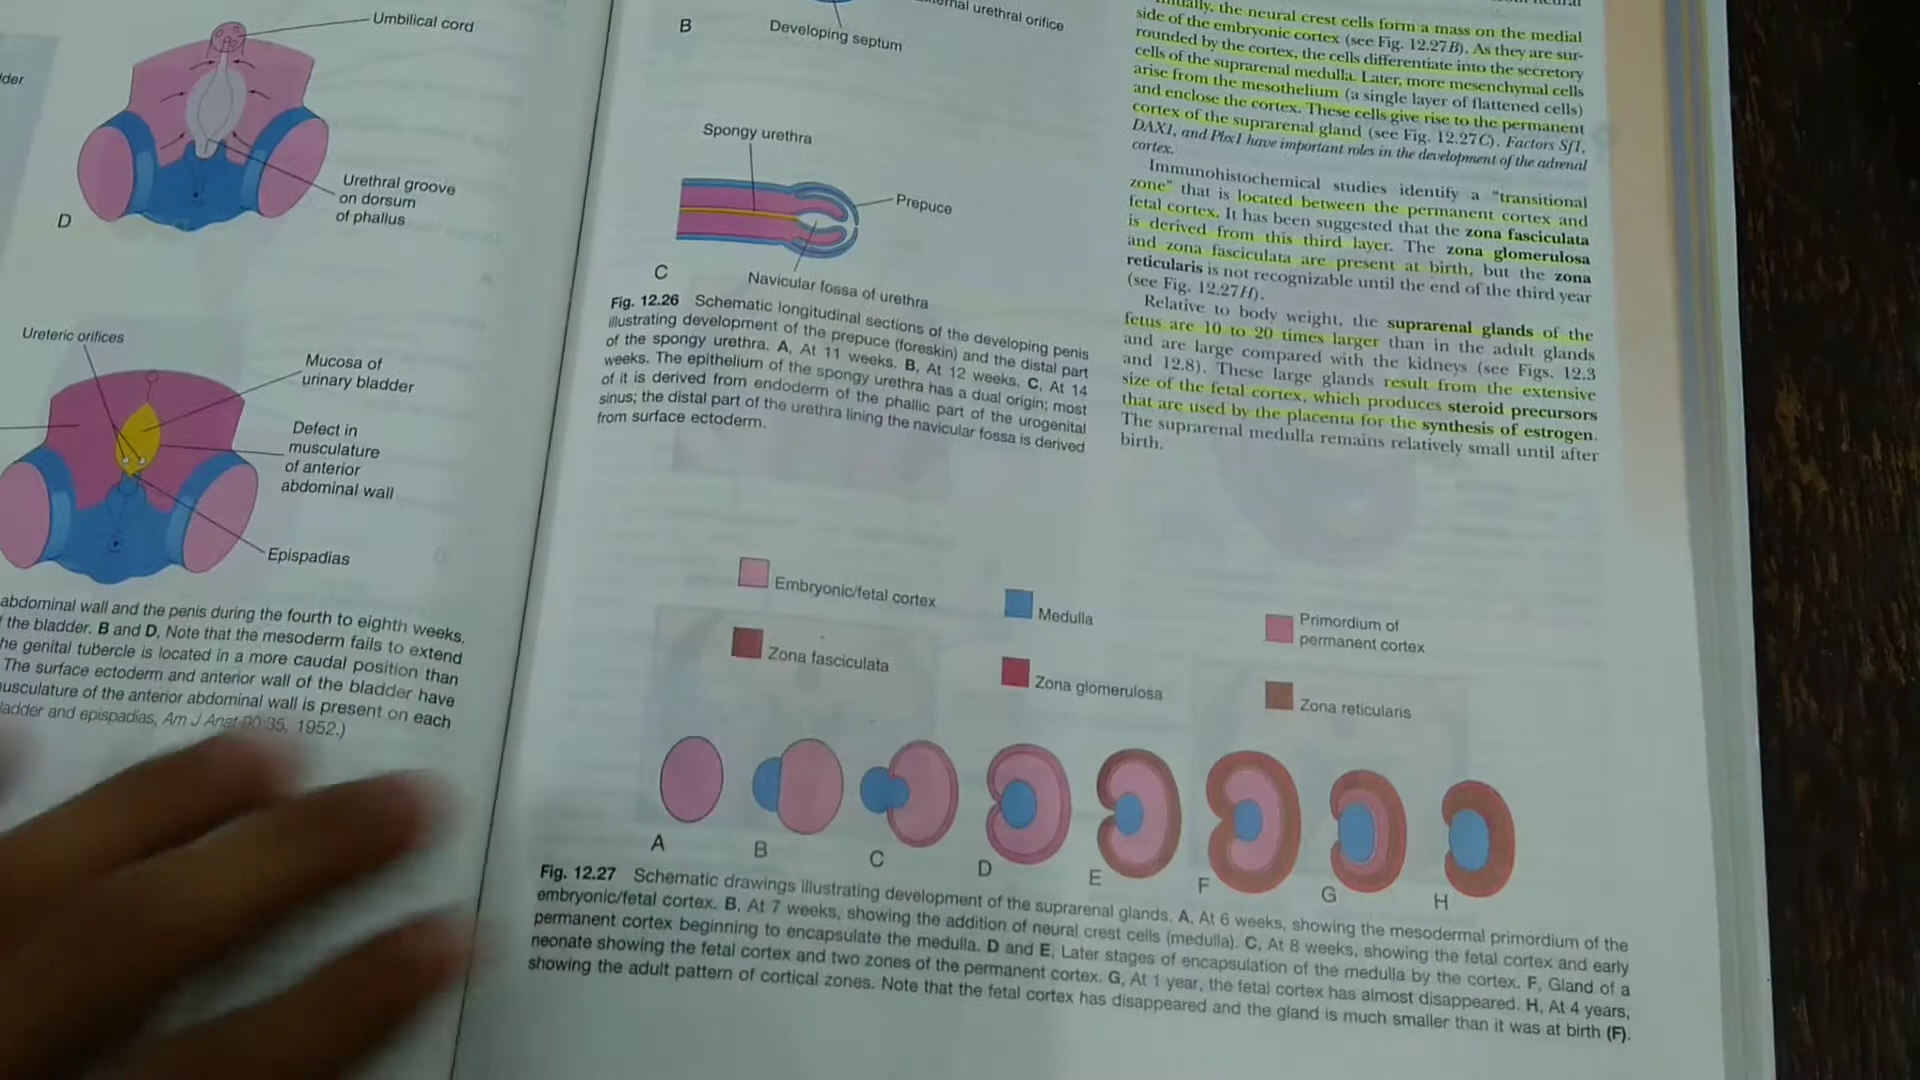 Umbilical cord
Urethral groove
on dorsum
of phallus
D
Ureteric orifices
Mucosa of
urinary bladder
Defect in
musculature
of anterior
abdominal wall
Epispadias
abdominal wall and the penis during the fourth to eighth weeks.
the bladder. B and D, Note that the mesoderm fails to extend
he genital tubercle is located in a more caudal position than
The surface ectoderm and anterior wall of the bladder have
usculature of the anterior abdominal wall is present on each
ladder and epispadias, Am J Anat 90:35, 1952.)
B
Developing septum
urethral orifice
Spongy urethra
Prepuce
C
Navicular fossa of urethra
Fig. 12.26 Schematic longitudinal sections of the developing penis
illustrating development of the prepuce (foreskin) and the distal part
of the spongy urethra. A, At 11 weeks. B, At 12 weeks. C, At 14
weeks. The epithelium of the spongy urethra has a dual origin; most
of it is derived from endoderm of the phallic part of the urogenital
sinus; the distal part of the urethra lining the navicular fossa is derived
from surface ectoderm.
the neural crest cells form a mass on the medial
side of the embryonic cortex (see Fig. 12.27B). As they are sur-
rounded by the cortex, the cells differentiate into the secretory
cells of the suprarenal medulla. Later, more mesenchymal cells
arise from the mesothelium (a single layer of flattened cells)
and enclose the cortex. These cells give rise to the permanent
cortex of the suprarenal gland (see Fig. 12.27C). Factors Sf1,
DAX1, and Pbx1 have important roles in the development of the adrenal
cortex.
Immunohistochemical studies identify a "transitional
zone" that is located between the permanent cortex and
fetal cortex. It has been suggested that the zona fasciculata
is derived from this third layer. The zona glomerulosa
and zona fasciculata are present at birth, but the zona
reticularis is not recognizable until the end of the third year
(see Fig. 12.27H).
Relative to body weight, the suprarenal glands of the
fetus are 10 to 20 times larger than in the adult glands
and are large compared with the kidneys (see Figs. 12.3
and 12.8). These large glands result from the extensive
size of the fetal cortex, which produces steroid precursors
that are used by the placenta for the synthesis of estrogen.
The suprarenal medulla remains relatively small until after
birth.
Embryonic/fetal cortex
Medulla
Primordium of
permanent cortex
Zona fasciculata
Zona glomerulosa
Zona reticularis
A
B
C
D
E
F
G
H
Fig. 12.27 Schematic drawings illustrating development of the suprarenal glands. A, At 6 weeks, showing the mesodermal primordium of the
embryonic/fetal cortex. B, At 7 weeks, showing the addition of neural crest cells (medulla). C, At 8 weeks, showing the fetal cortex and early
permanent cortex beginning to encapsulate the medulla. D and E, Later stages of encapsulation of the medulla by the cortex. F, Gland of a
neonate showing the fetal cortex and two zones of the permanent cortex. G, At 1 year, the fetal cortex has almost disappeared. H, At 4 years,
showing the adult pattern of cortical zones. Note that the fetal cortex has disappeared and the gland is much smaller than it was at birth (F).